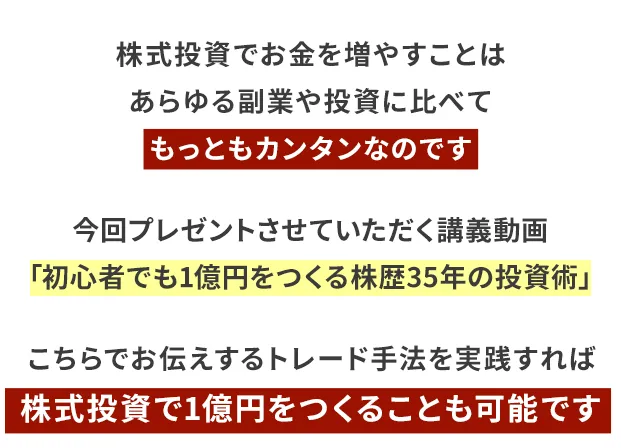 株式投資でお金を増やすことは
あらゆる副業や投資に比べて
もっともカンタンなのです
今回プレゼントさせていただく講義動画
「初心者でも1億円をつくる株歴35年の投資術」
こちらでお伝えするトレード手法を実践すれば
株式投資で1億円をつくることも可能です